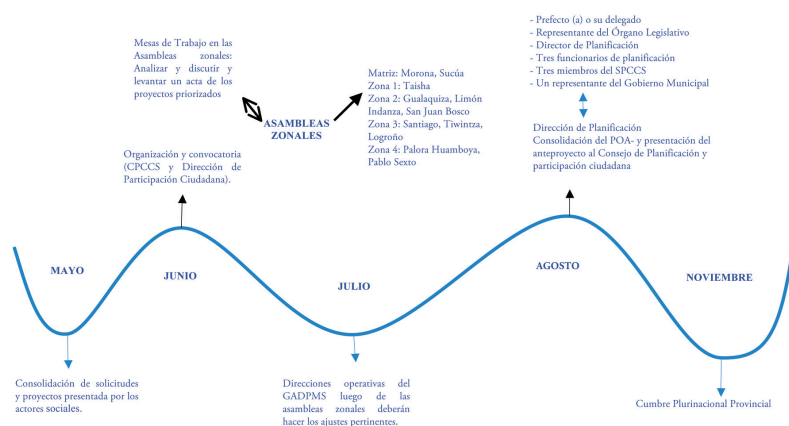 Mesas de Trabajo en las
Asambleas zonales:
Analizar y discutir y
levantar un acta de los
proyectos priorizados
ASAMBLEAS
ZONALES
Matriz: Morona, Sucúa
Zona 1: Taisha
Zona 2: Gualaquiza, Limón
Indanza, San Juan Bosco
Zona 3: Santiago, Tiwintza,
Logroño
Zona 4: Palora Huamboya,
Pablo Sexto
- Prefecto (a) o su delegado
- Representante del Órgano Legislativo
- Director de Planificación
- Tres funcionarios de planificación
- Tres miembros del SPCCS
- Un representante del Gobierno Municipal
Organización y convocatoria
(CPCCS y Dirección de
Participación Ciudadana).
Dirección de Planificación
Consolidación del POA- y presentación del
anteproyecto al Consejo de Planificación y
participación ciudadana
MAYO
JUNIO
JULIO
AGOSTO
NOVIEMBRE
Consolidación de solicitudes
y proyectos presentada por los
actores sociales.
Direcciones operativas del
GADPMS luego de las
asambleas zonales deberán
hacer los ajustes pertinentes.
Cumbre Plurinacional Provincial